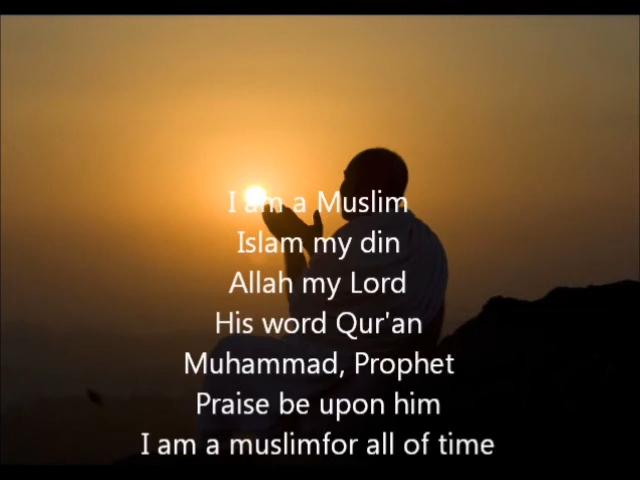 I am a Muslim
Islam my din
Allah my Lord
His word Qur'an
Muhammad, Prophet
Praise be upon him
I am a muslimfor all of time